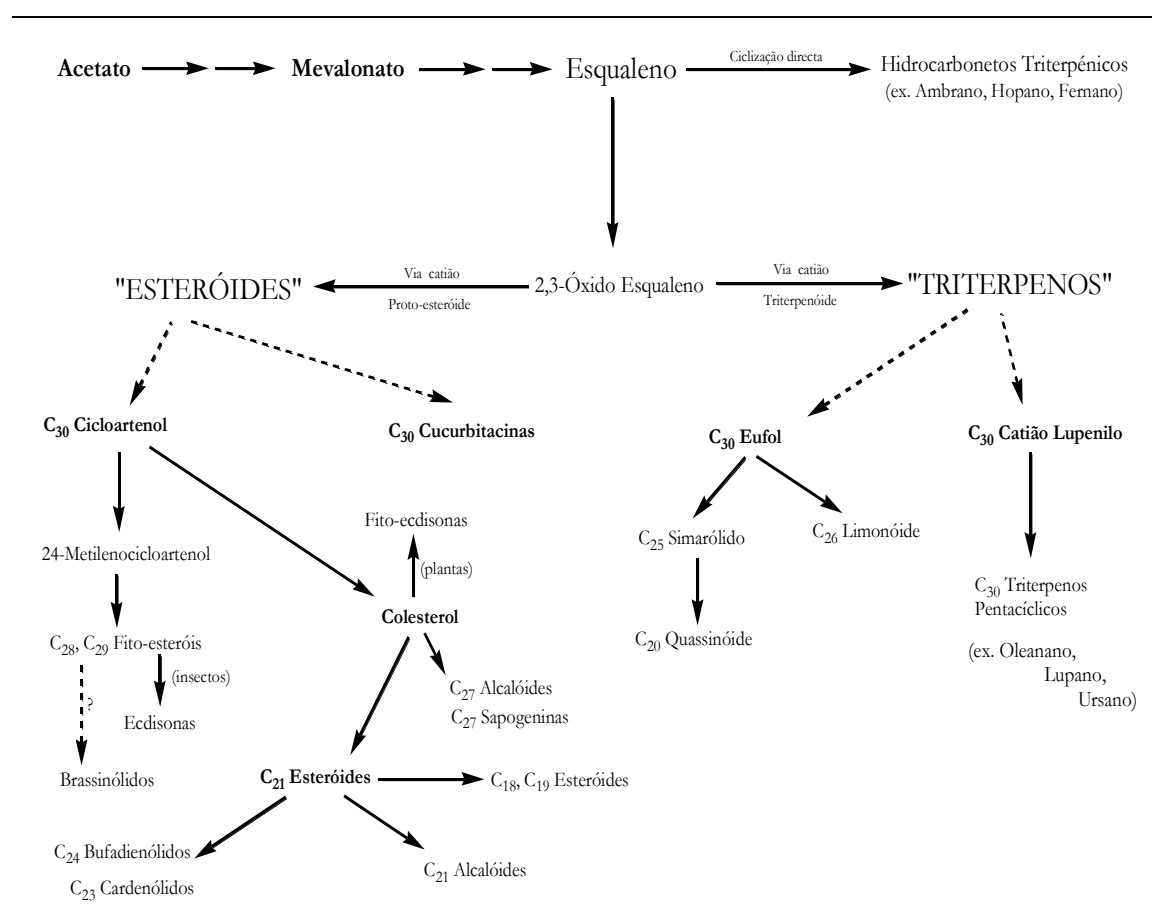 Acetato Mevalonato Esqualeno Ciclização directa Hidrocarbonetos Triterpénicos
(ex. Ambrano, Hopano, Fernano)
"ESTERÓIDES" Via catião 2,3-Óxido Esqualeno Via catião "TRITERPENOS"
Proto-esteróide Triterpenóide
C30 Cicloartenol C30 Cucurbitacinas C30 Eufol C30 Catião Lupenilo
Fito-ecdisonas C25 Simarólido C26 Limonóide
24-Metilenocicloartenol (plantas) C30 Triterpenos
Pentacíclicos
Colesterol
C28, C29 Fito-esteróis C20 Quassinóide (ex. Oleanano,
(insectos) Lupano,
? C27 Alcalóides Ursano)
Ecdisonas C27 Sapogeninas
Brassinólidos C21 Esteróides C18, C19 Esteróides
C24 Bufadienólidos C21 Alcalóides
C23 Cardenólidos